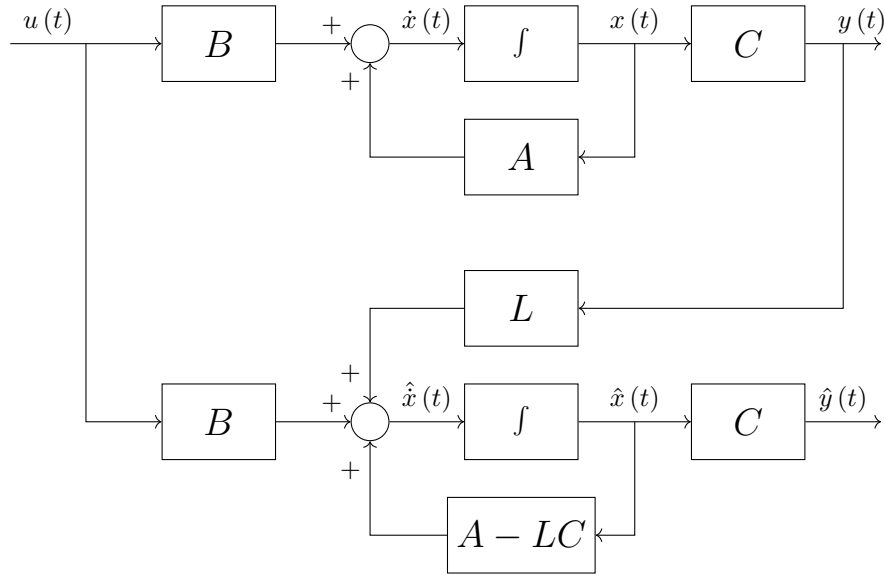 u (t)
B
+
+
ẋ (t)
∫
x (t)
C
y (t)
A
L
B
+
+
+
ẋ̂ (t)
∫
x̂ (t)
C
ŷ (t)
A − LC